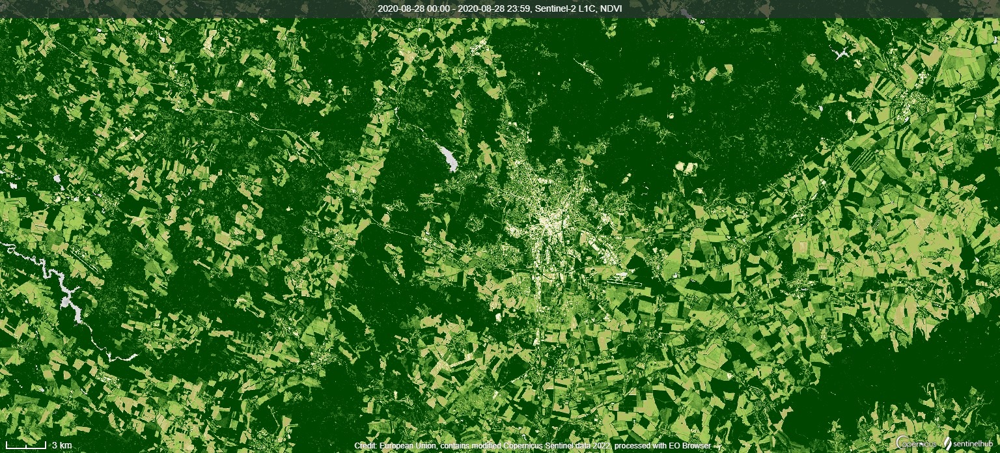 2020-08-28 00:00 - 2020-08-28 23:59, Sentinel-2 L1C, NDVI
3 km
Credit: European Union, contains modified Copernicus Sentinel data 2022, processed with EO Browser
opernicus
sentinelhub